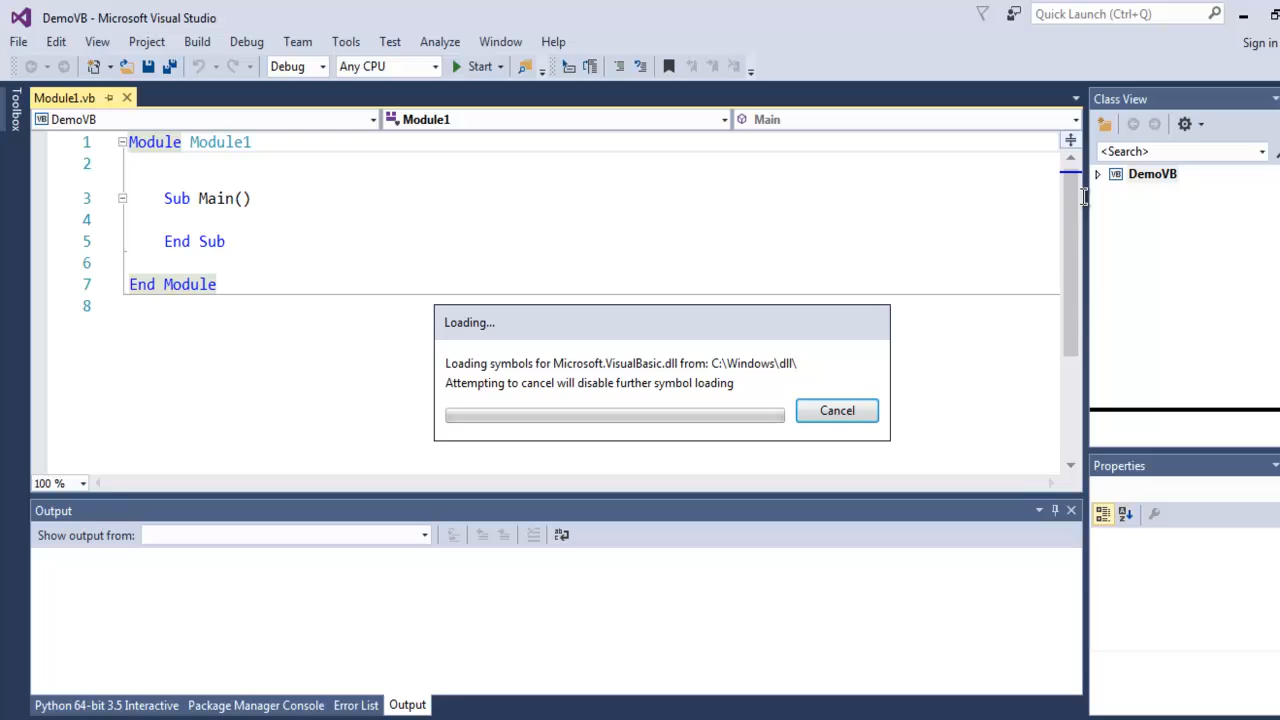 DemoVB - Microsoft Visual Studio
Quick Launch (Ctrl+Q)
File Edit View Project Build Debug Team Tools Test Analyze Window Help
Sign in
Debug Any CPU Start
Toolbox
Module1.vb
DemoVB Module1 Main
1 Module Module1
2
3 Sub Main()
4
5 End Sub
6
7 End Module
8
Loading...
Loading symbols for Microsoft.VisualBasic.dll from: C:\Windows\dll\
Attempting to cancel will disable further symbol loading
Cancel
100 %
Class View
<Search>
VB DemoVB
Properties
Output
Show output from:
Python 64-bit 3.5 Interactive Package Manager Console Error List Output